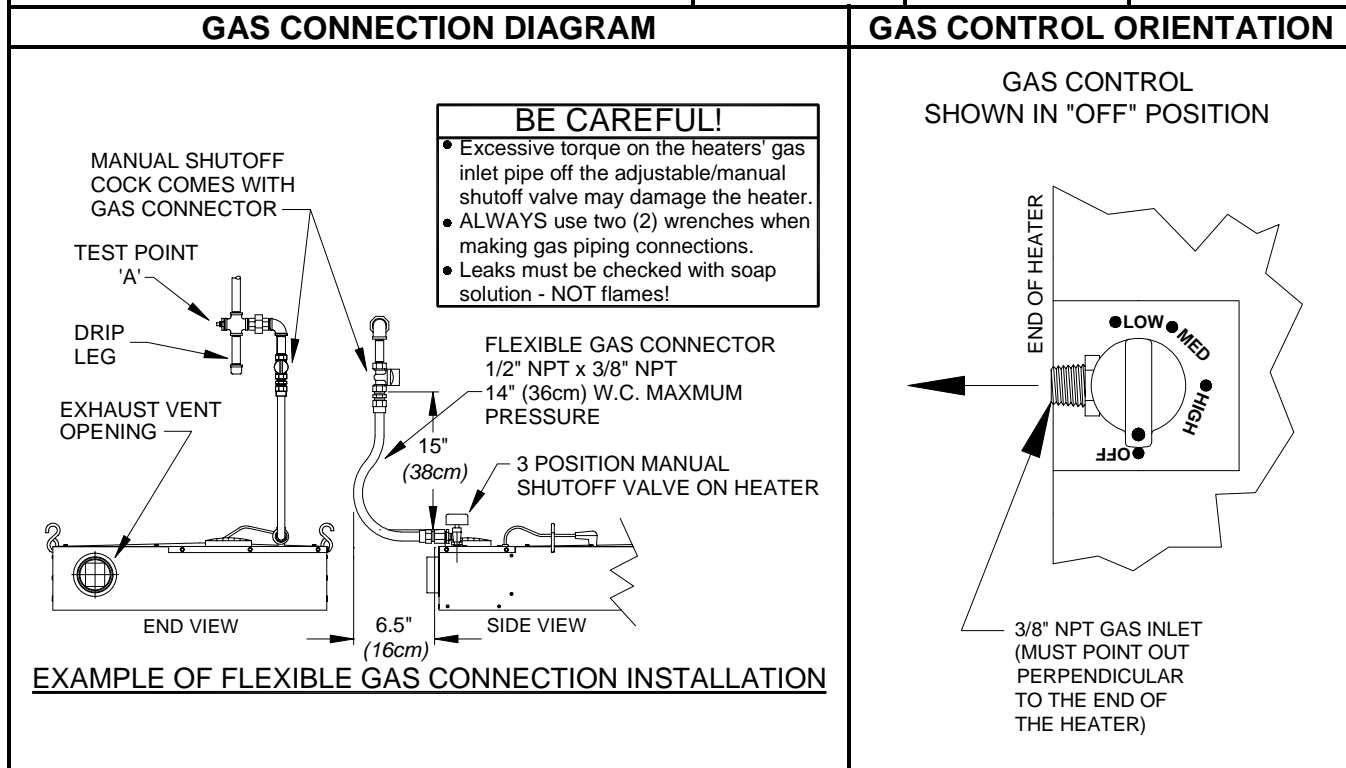 GAS CONNECTION DIAGRAM
BE CAREFUL!
● Excessive torque on the heaters' gas
inlet pipe off the adjustable/manual
shutoff valve may damage the heater.
● ALWAYS use two (2) wrenches when
making gas piping connections.
● Leaks must be checked with soap
solution - NOT flames!
MANUAL SHUTOFF
COCK COMES WITH
GAS CONNECTOR
TEST POINT
'A'
DRIP
LEG
EXHAUST VENT
OPENING
FLEXIBLE GAS CONNECTOR
1/2" NPT x 3/8" NPT
14" (36cm) W.C. MAXMUM
PRESSURE
15"
(38cm)
3 POSITION MANUAL
SHUTOFF VALVE ON HEATER
END VIEW
6.5"
(16cm)
SIDE VIEW
EXAMPLE OF FLEXIBLE GAS CONNECTION INSTALLATION
GAS CONTROL ORIENTATION
GAS CONTROL
SHOWN IN "OFF" POSITION
END OF HEATER
LOW
MED
HIGH
OFF
3/8" NPT GAS INLET
(MUST POINT OUT
PERPENDICULAR
TO THE END OF
THE HEATER)